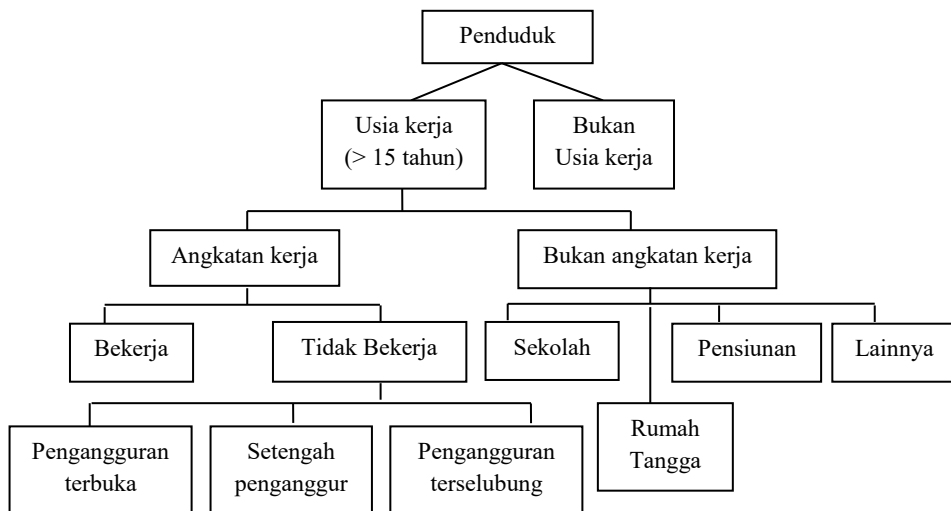 Penduduk
Usia kerja
(> 15 tahun)
Bukan
Usia kerja
Angkatan kerja
Bukan angkatan kerja
Bekerja
Tidak Bekerja
Sekolah
Pensiunan
Lainnya
Pengangguran
terbuka
Setengah
penganggur
Pengangguran
terselubung
Rumah
Tangga